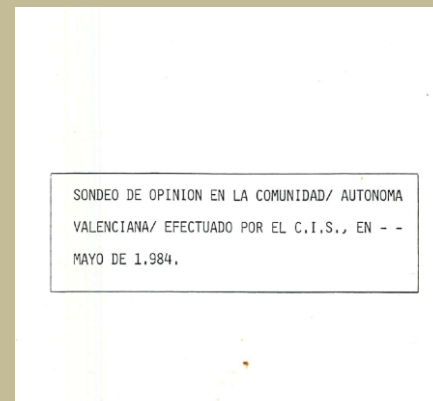 SONDEO DE OPINION EN LA COMUNIDAD/ AUTONOMA
VALENCIANA/ EFECTUADO POR EL C.I.S., EN - -
MAYO DE 1.984.